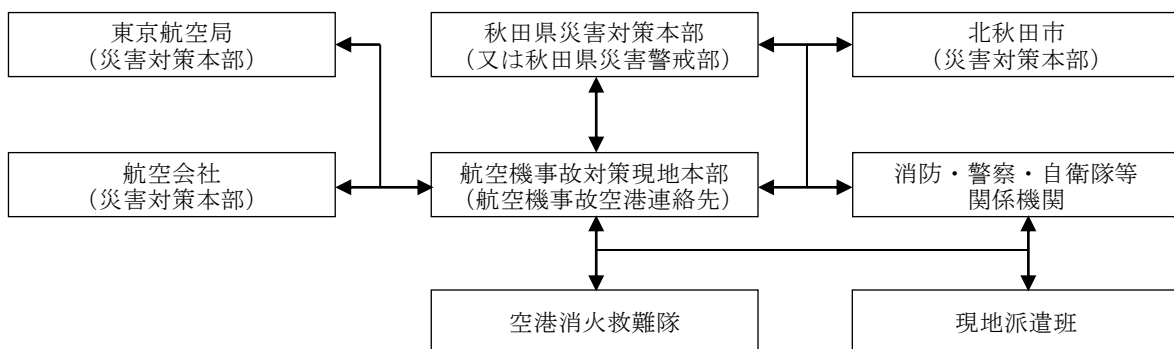 東京航空局
(災害対策本部)
秋田県災害対策本部
(又は秋田県災害警戒部)
北秋田市
(災害対策本部)
航空会社
(災害対策本部)
航空機事故対策現地本部
(航空機事故空港連絡先)
消防・警察・自衛隊等
関係機関
空港消火救難隊
現地派遣班